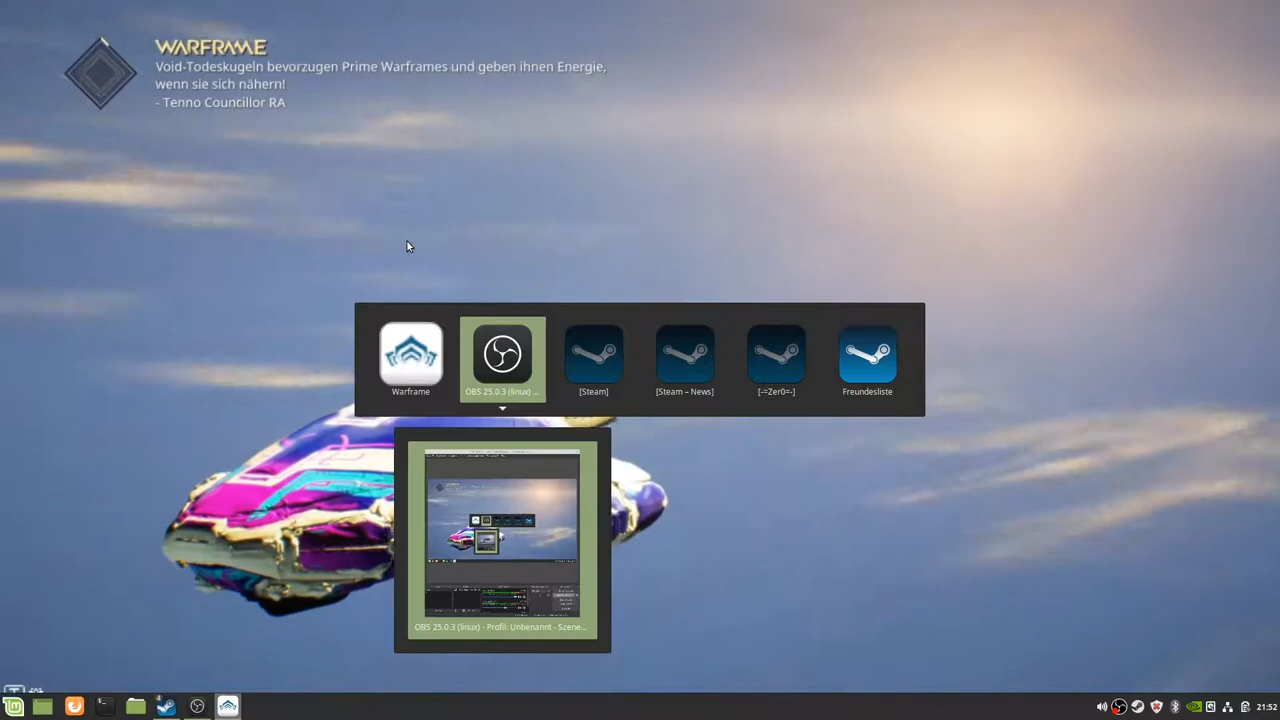 WARFRAME
Void-Todeskugeln bevorzugen Prime Warframes und geben ihnen Energie,
wenn sie sich nähern!
- Tenno Councillor RA
Warframe
OBS 25.0.3 (linux) ...
[Steam]
[Steam – News]
[-=Zer0=-]
Freundesliste
OBS 25.0.3 (linux) - Profil: Unbenannt - Szene...
21:52